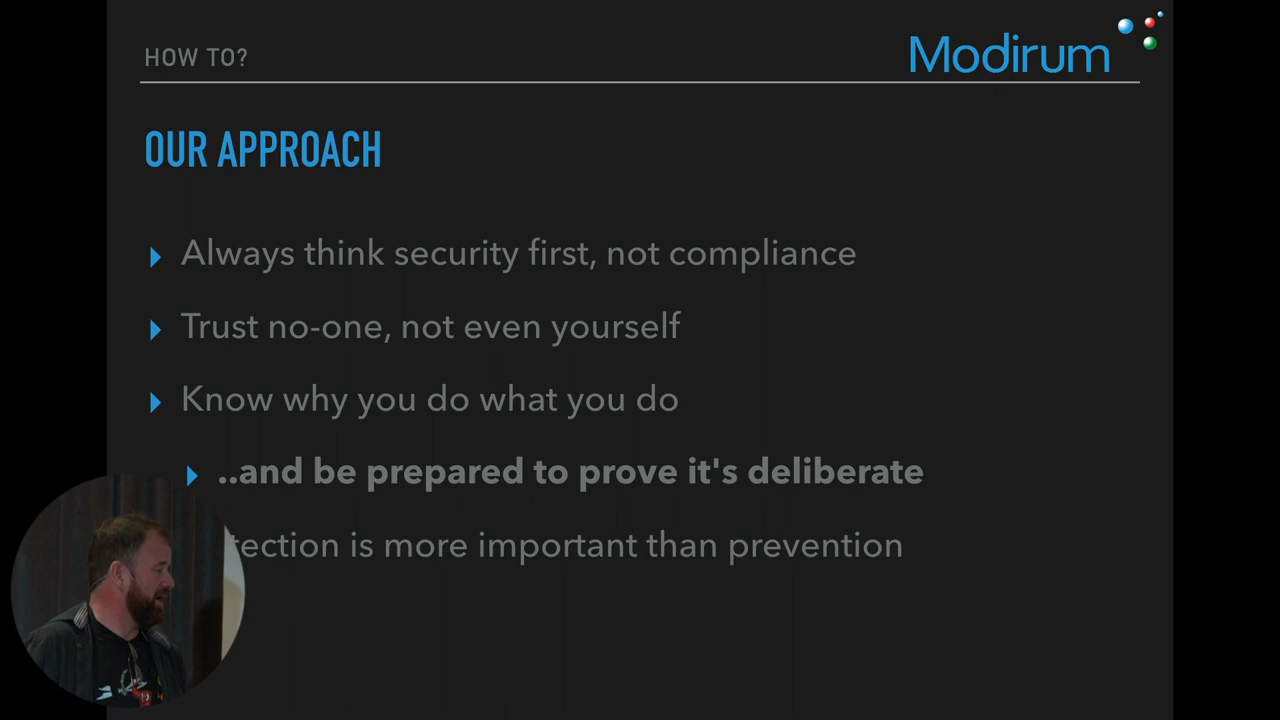 HOW TO?
Modirum
OUR APPROACH
Always think security first, not compliance
Trust no-one, not even yourself
Know why you do what you do
..and be prepared to prove it's deliberate
is more important than prevention